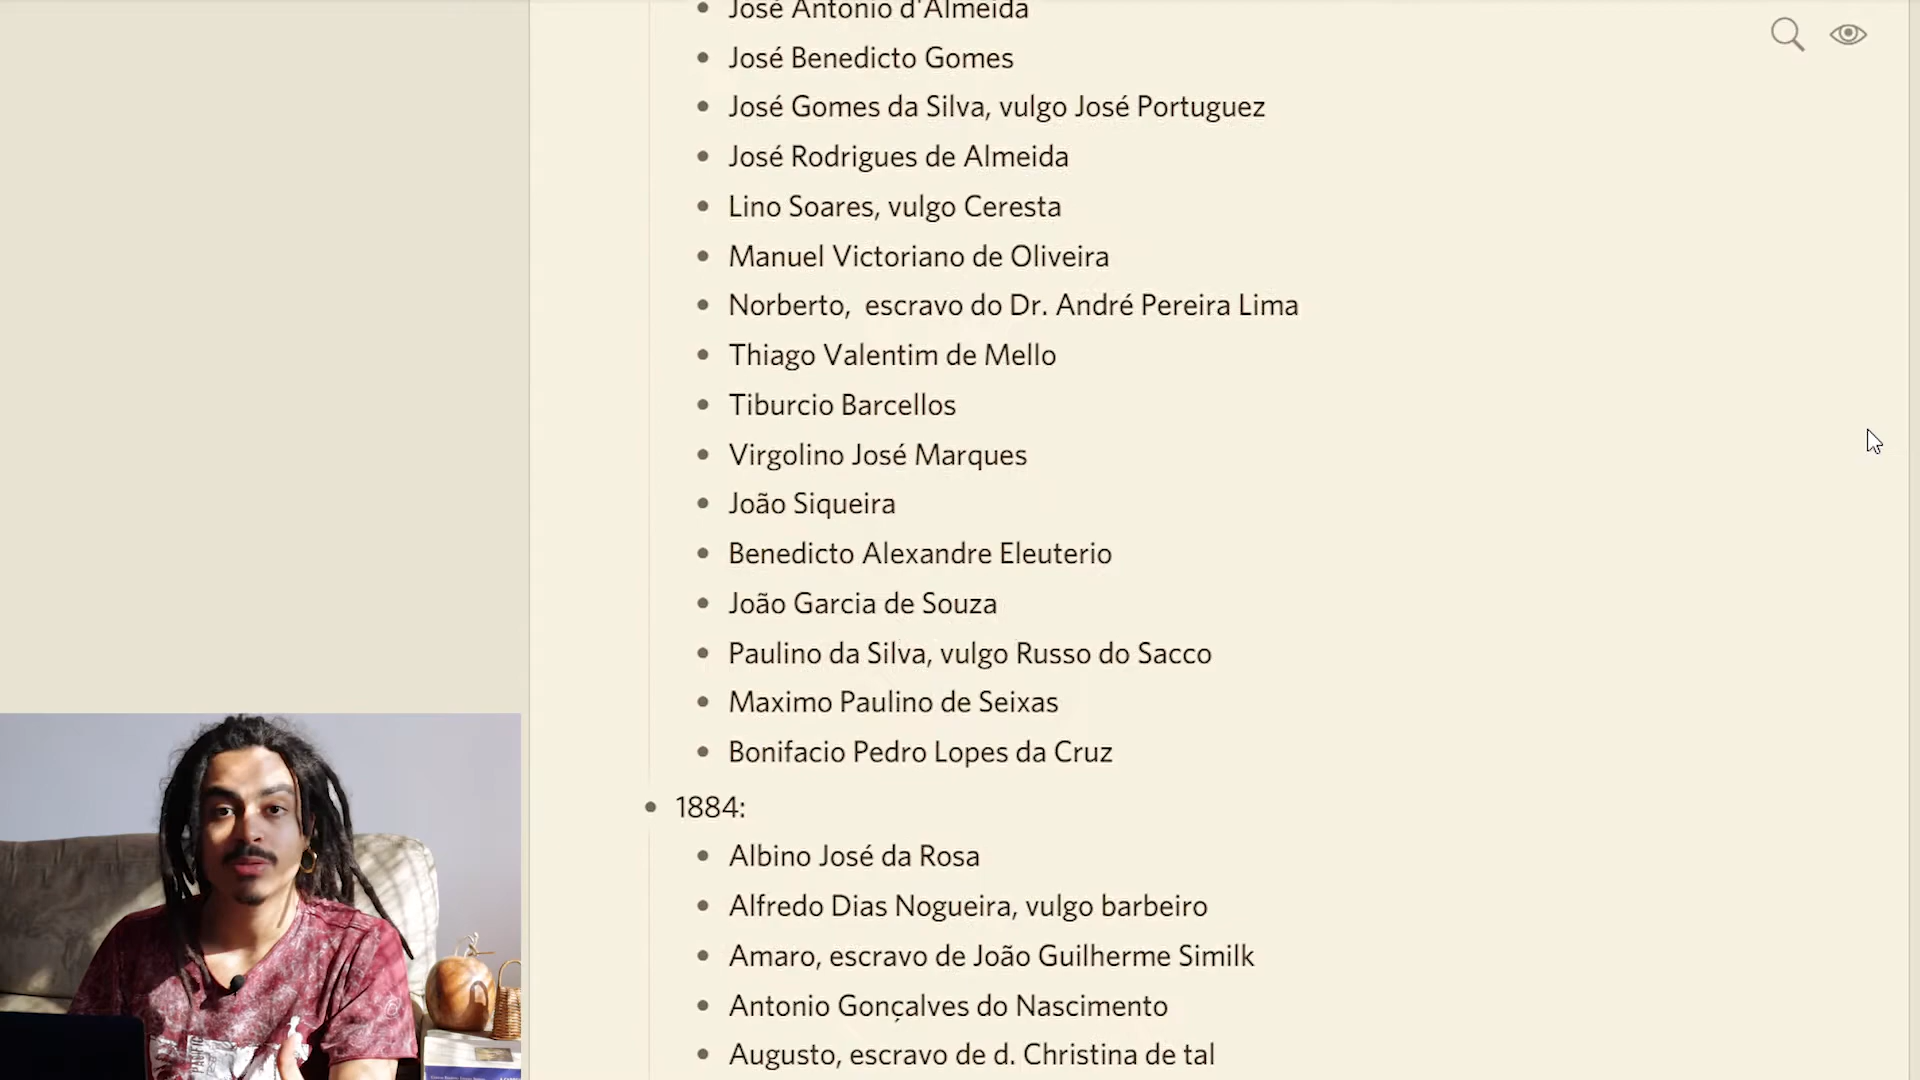 José Antonio d'Almeida
José Benedicto Gomes
José Gomes da Silva, vulgo José Portuguez
José Rodrigues de Almeida
Lino Soares, vulgo Ceresta
Manuel Victoriano de Oliveira
Norberto,  escravo do Dr. André Pereira Lima
Thiago Valentim de Mello
Tiburcio Barcellos
Virgolino José Marques
João Siqueira
Benedicto Alexandre Eleuterio
João Garcia de Souza
Paulino da Silva, vulgo Russo do Sacco
Maximo Paulino de Seixas
Bonifacio Pedro Lopes da Cruz
1884:
Albino José da Rosa
Alfredo Dias Nogueira, vulgo barbeiro
Amaro, escravo de João Guilherme Similk
Antonio Gonçalves do Nascimento
Augusto, escravo de d. Christina de tal